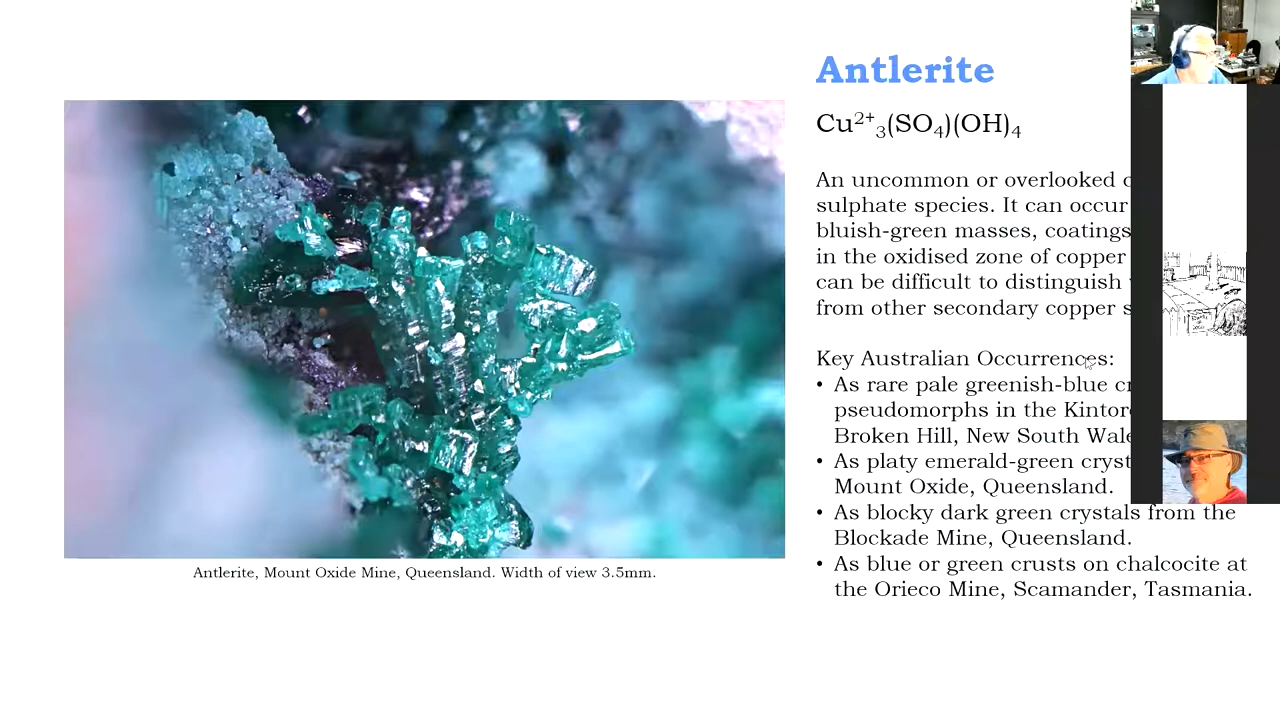 Antlerite
Cu²⁺₃(SO₄)(OH)₄
An uncommon or overlooked
sulphate species. It can occur
bluish-green masses, coatings
in the oxidised zone of copper
can be difficult to distinguish
from other secondary copper
Key Australian Occurrences:
• As rare pale greenish-blue
pseudomorphs in the
Broken Hill, New South
• As platy emerald-green
Mount Oxide, Queensland.
• As blocky dark green crystals from the
Blockade Mine, Queensland.
• As blue or green crusts on chalcocite at
the Orieco Mine, Scamander, Tasmania.
Antlerite, Mount Oxide Mine, Queensland. Width of view 3.5mm.